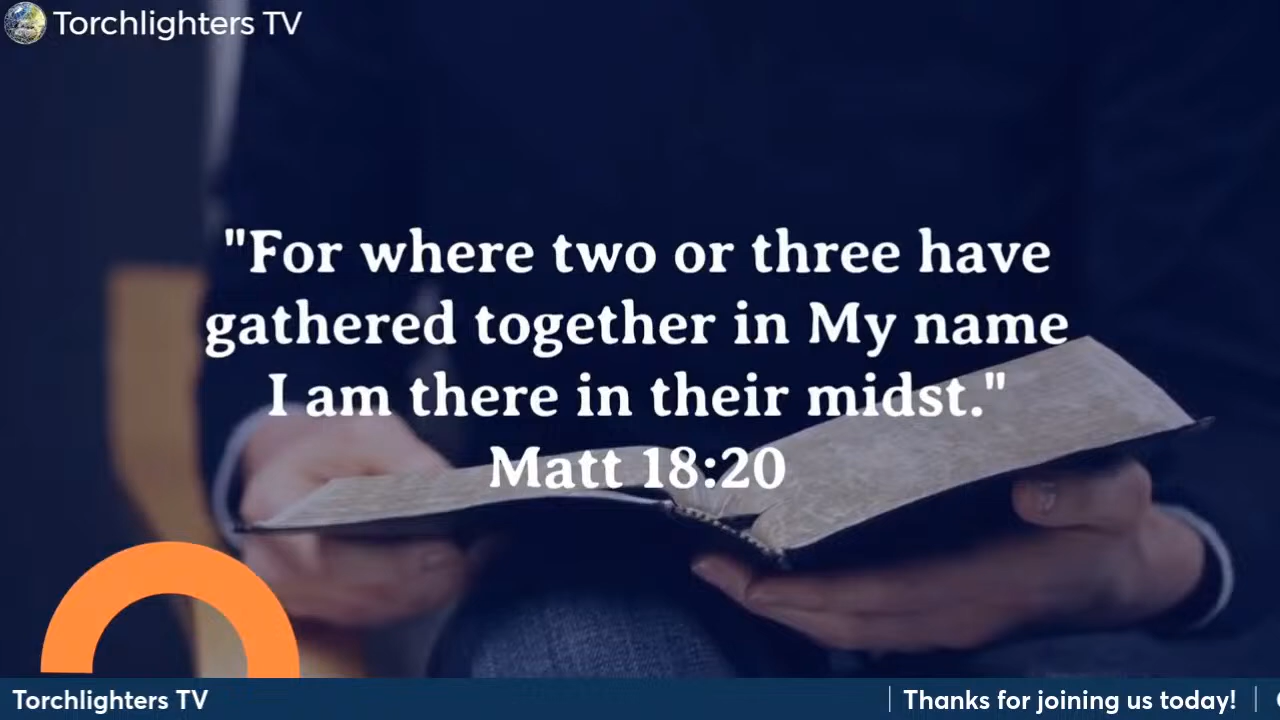 Torchlighters TV
"For where two or three have
gathered together in My name
I am there in their midst."
Matt 18:20
Torchlighters TV
Thanks for joining us today!